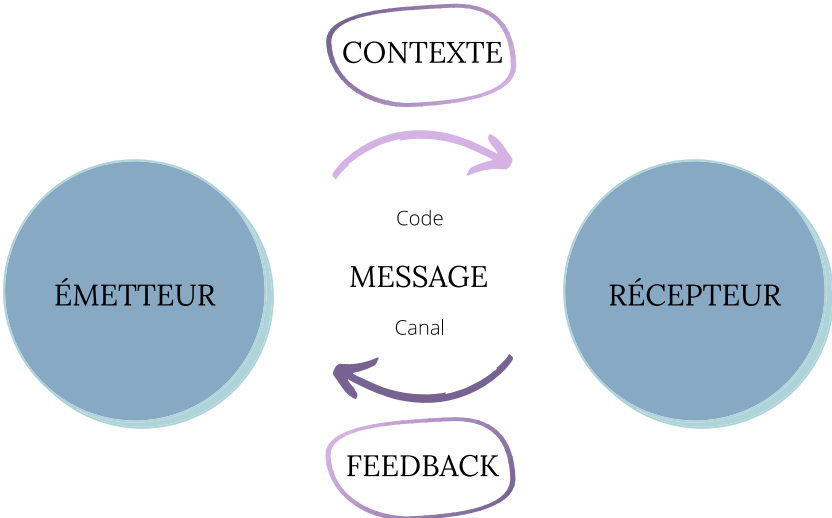 CONTEXTE
Code
MESSAGE
ÉMETTEUR
RÉCEPTEUR
Canal
FEEDBACK